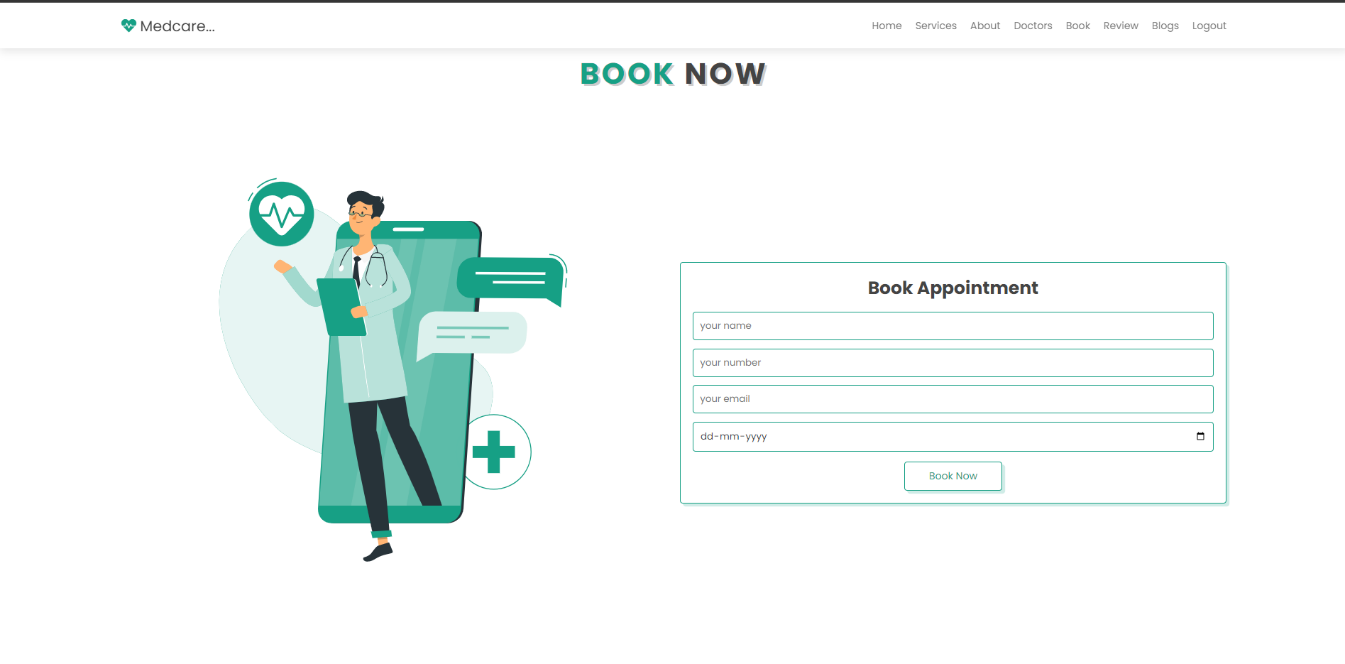 Medcare...
Home Services About Doctors Book Review Blogs Logout
BOOK NOW
Book Appointment
your name
your number
your email
dd-mm-yyyy
Book Now